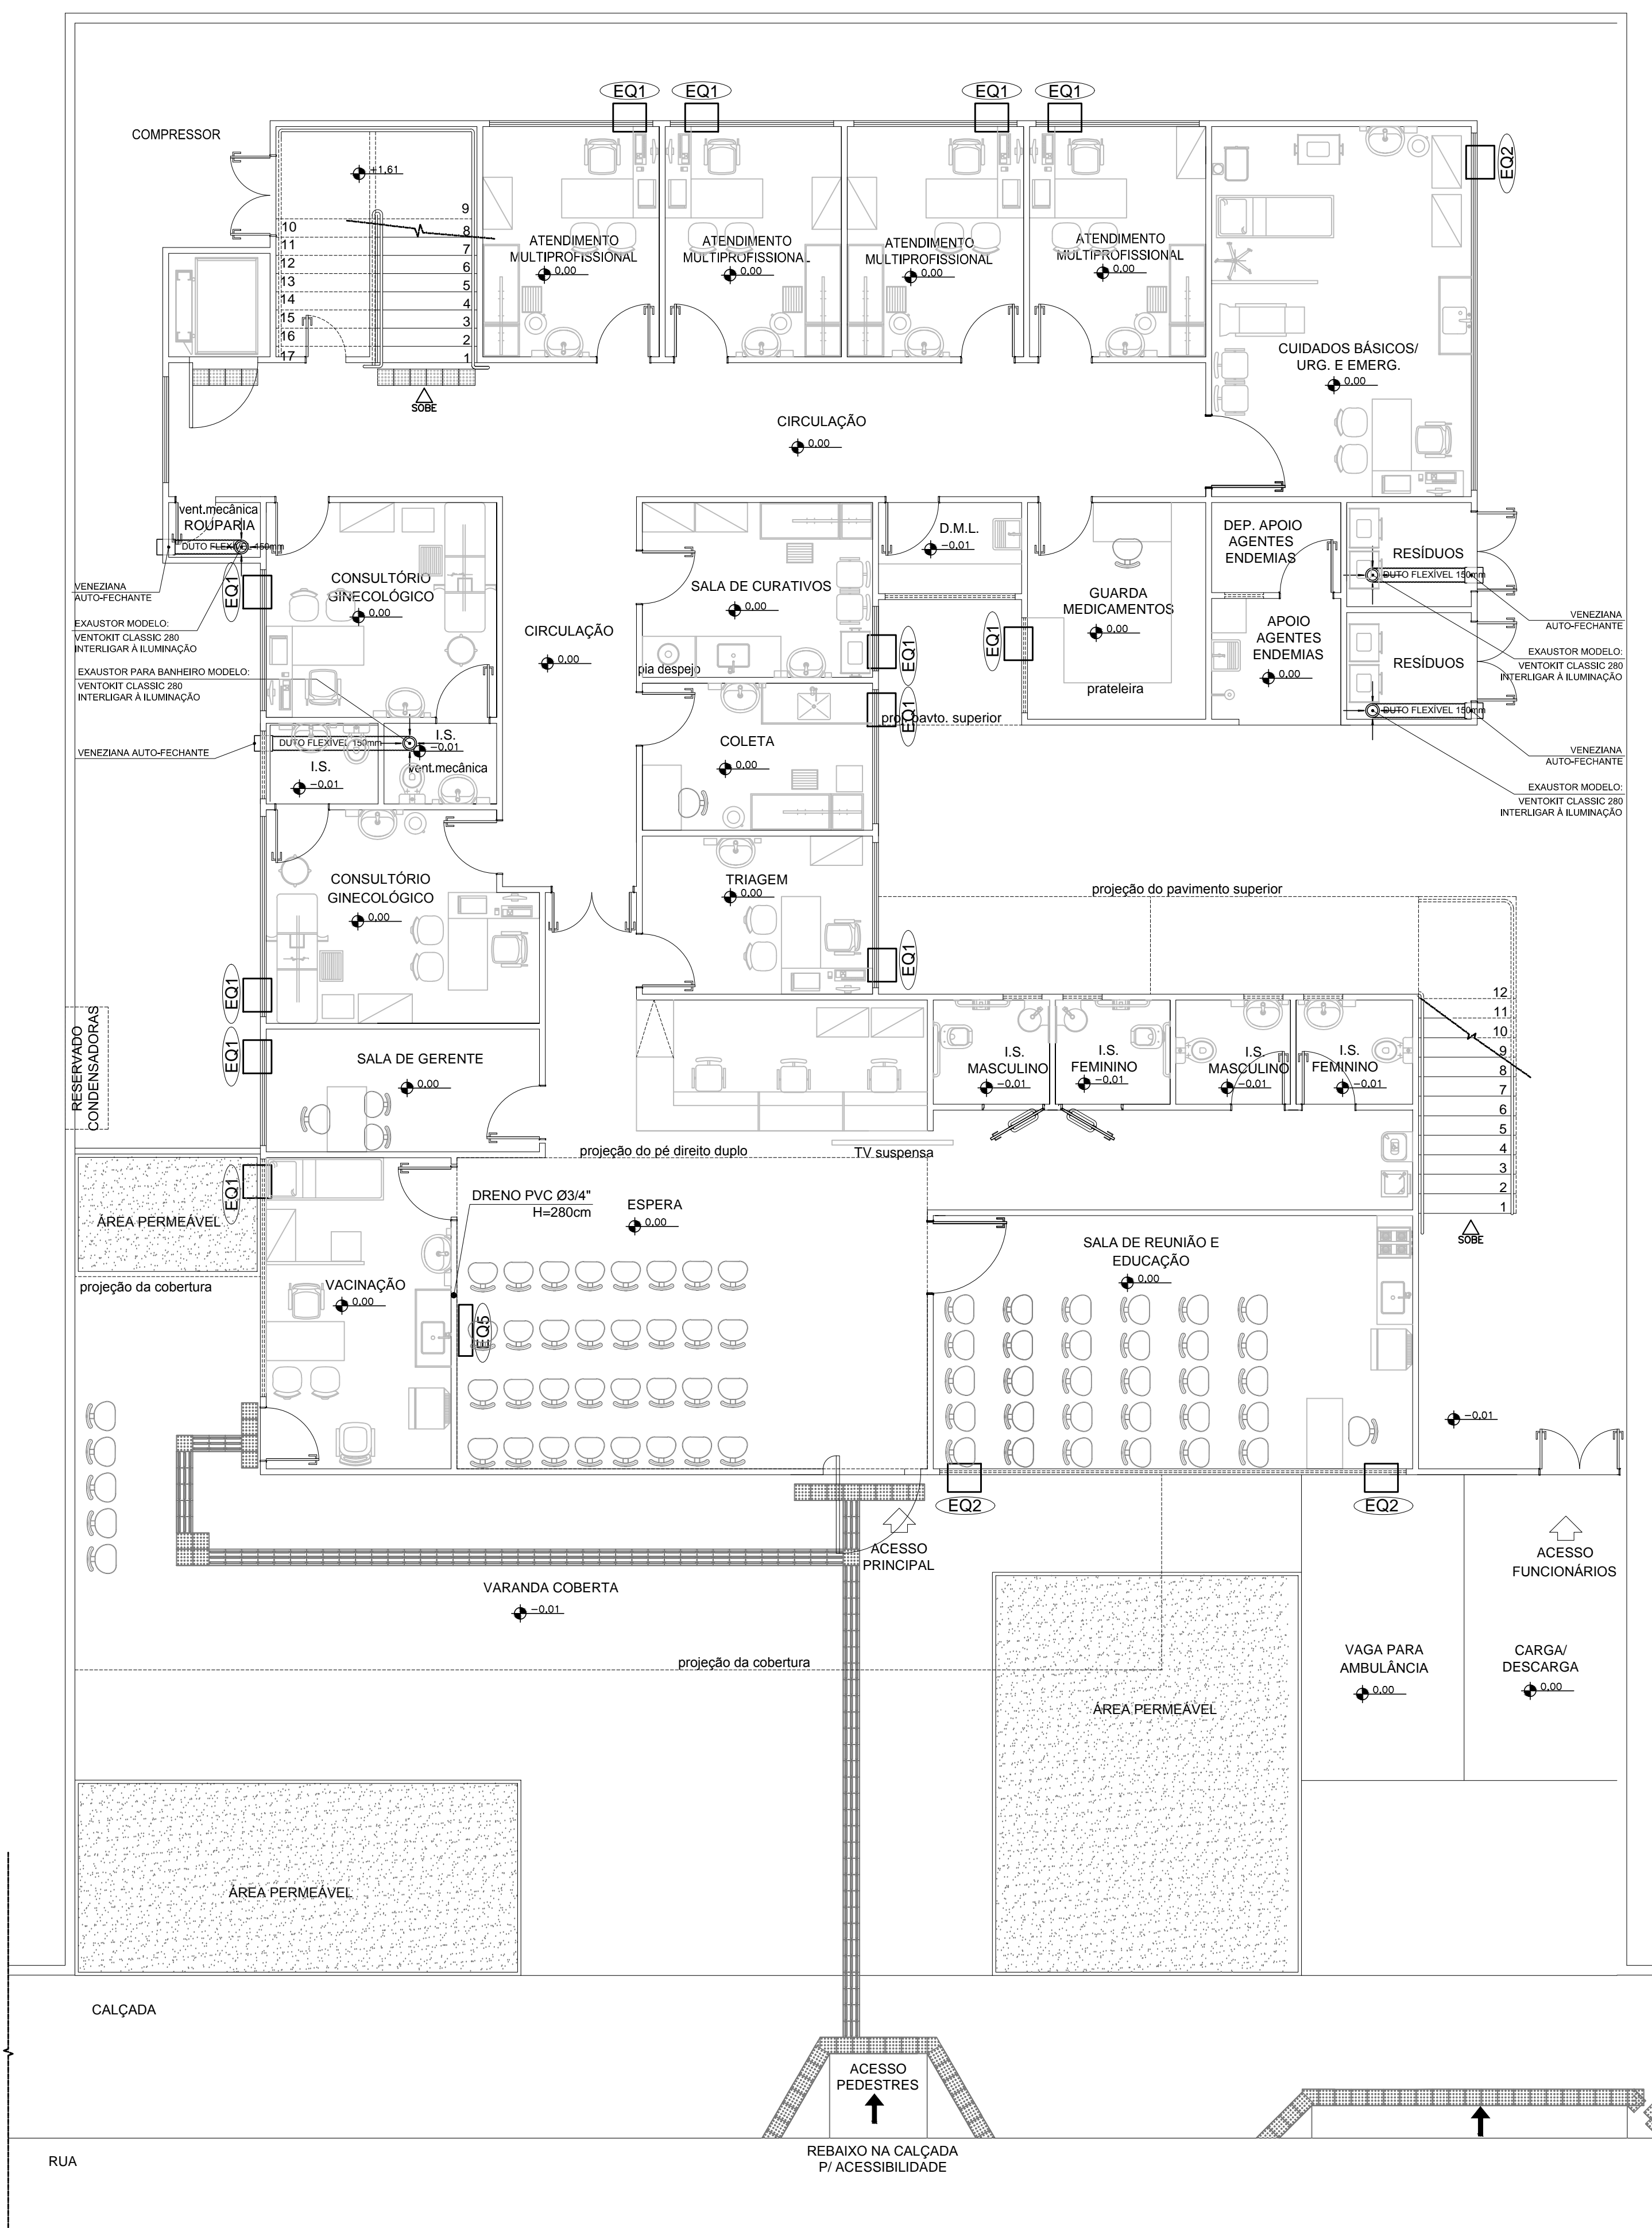 EQ1
EQ1
EQ1
EQ1
COMPRESSOR
EQ2
+1.61
9
10
8
11
7
12
6
13
5
14
4
15
3
16
2
17
1
SOBE
ATENDIMENTO
MULTIPROFISSIONAL
0.00
ATENDIMENTO
MULTIPROFISSIONAL
0.00
ATENDIMENTO
MULTIPROFISSIONAL
0.00
ATENDIMENTO
MULTIPROFISSIONAL
0.00
CUIDADOS BÁSICOS/
URG. E EMERG.
0.00
CIRCULAÇÃO
0.00
vent.mecânica
ROUPARIA
DUTO FLEXÍVEL 150mm
EQ1
VENEZIANA
AUTO-FECHANTE
EXAUSTOR MODELO:
VENTOKIT CLASSIC 280
INTERLIGAR À ILUMINAÇÃO
EXAUSTOR PARA BANHEIRO MODELO:
VENTOKIT CLASSIC 280
INTERLIGAR À ILUMINAÇÃO
VENEZIANA AUTO-FECHANTE
CONSULTÓRIO
GINECOLÓGICO
0.00
CIRCULAÇÃO
0.00
SALA DE CURATIVOS
0.00
pia despejo
EQ1
EQ1
D.M.L.
-0.01
EQ1
GUARDA
MEDICAMENTOS
0.00
prateleira
proj. pavto. superior
DEP. APOIO
AGENTES
ENDEMIAS
APOIO
AGENTES
ENDEMIAS
0.00
RESÍDUOS
DUTO FLEXÍVEL 150mm
RESÍDUOS
DUTO FLEXÍVEL 150mm
VENEZIANA
AUTO-FECHANTE
EXAUSTOR MODELO:
VENTOKIT CLASSIC 280
INTERLIGAR À ILUMINAÇÃO
VENEZIANA
AUTO-FECHANTE
EXAUSTOR MODELO:
VENTOKIT CLASSIC 280
INTERLIGAR À ILUMINAÇÃO
DUTO FLEXÍVEL 150mm
I.S.
-0.01
vent.mecânica
I.S.
-0.01
COLETA
0.00
CONSULTÓRIO
GINECOLÓGICO
0.00
TRIAGEM
0.00
EQ1
EQ1
EQ1
projeção do pavimento superior
RESERVADO
CONDENSADORAS
SALA DE GERENTE
0.00
I.S.
MASCULINO
-0.01
I.S.
FEMININO
-0.01
I.S.
MASCULINO
-0.01
I.S.
FEMININO
-0.01
12
11
10
9
8
7
6
5
4
3
2
1
SOBE
projeção do pé direito duplo
TV suspensa
EQ1
ÁREA PERMEÁVEL
projeção da cobertura
VACINAÇÃO
0.00
DRENO PVC Ø3/4"
H=280cm
ESPERA
0.00
EQ5
SALA DE REUNIÃO E
EDUCAÇÃO
0.00
-0.01
EQ2
EQ2
ACESSO
PRINCIPAL
ACESSO
FUNCIONÁRIOS
VARANDA COBERTA
-0.01
projeção da cobertura
VAGA PARA
AMBULÂNCIA
0.00
CARGA/
DESCARGA
0.00
ÁREA PERMEÁVEL
ÁREA PERMEÁVEL
CALÇADA
ACESSO
PEDESTRES
RUA
REBAIXO NA CALÇADA
P/ ACESSIBILIDADE